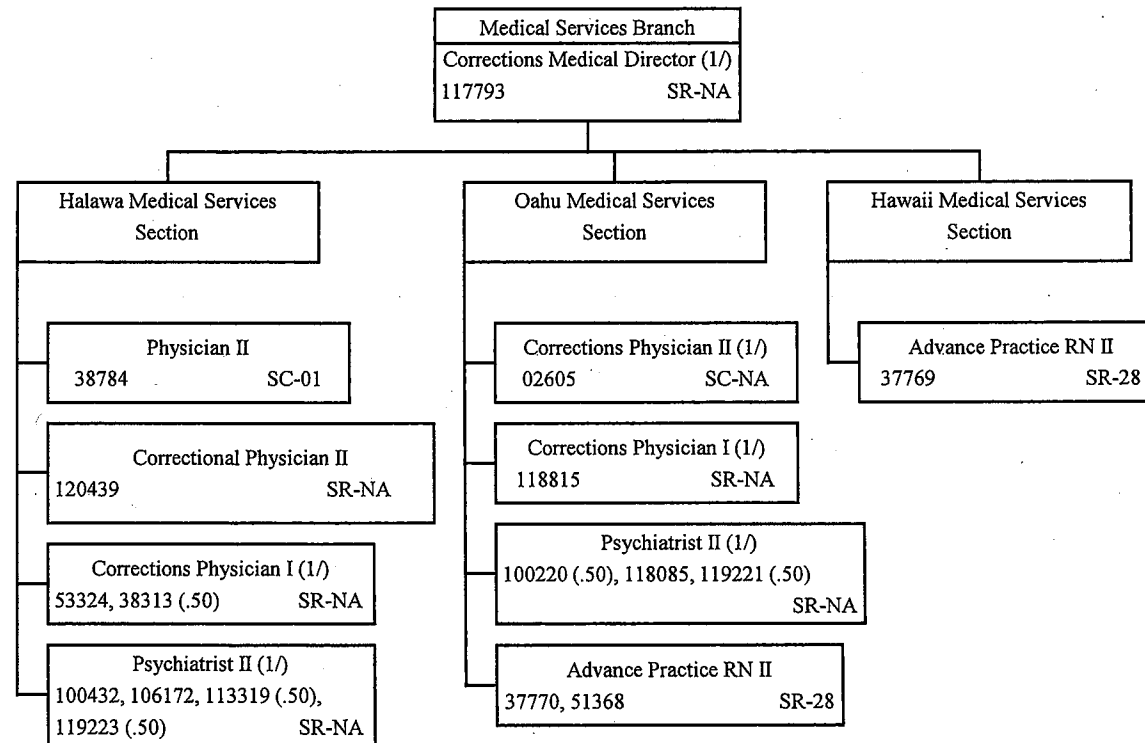 Medical Services Branch
Corrections Medical Director (1/)
117793 SR-NA
Halawa Medical Services
Section
Physician II
38784 SC-01
Correctional Physician II
120439 SR-NA
Corrections Physician I (1/)
53324, 38313 (.50) SR-NA
Psychiatrist II (1/)
100432, 106172, 113319 (.50),
119223 (.50) SR-NA
Oahu Medical Services
Section
Corrections Physician II (1/)
02605 SC-NA
Corrections Physician I (1/)
118815 SR-NA
Psychiatrist II (1/)
100220 (.50), 118085, 119221 (.50)
SR-NA
Advance Practice RN II
37770, 51368 SR-28
Hawaii Medical Services
Section
Advance Practice RN II
37769 SR-28